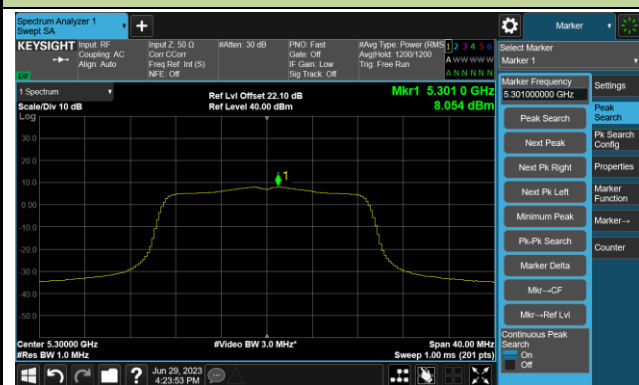 Spectrum Analyzer 1
Swept SA
+
Marker
KEYSIGHT
Input: RF
Coupling: AC
Align: Auto
Input Z: 50 Ω
Corr CCorr
Freq Ref: Int (S)
NFE: Off
#Atten: 30 dB
PNO: Fast
Gate: Off
IF Gain: Low
Sig Track: Off
#Avg Type: Power (RMS
Avg|Hold: 1200/1200
Trig: Free Run
1 2 3 4 5 6
A W W W W W
A N N N N N
LVI
Select Marker
Marker 1
1 Spectrum
Scale/Div 10 dB
Log
Ref Lvl Offset 22.10 dB
Ref Level 40.00 dBm
Mkr1 5.301 0 GHz
8.054 dBm
30.0
20.0
10.0
0.00
-10.0
-20.0
-30.0
-40.0
-50.0
1
Center 5.30000 GHz
#Res BW 1.0 MHz
#Video BW 3.0 MHz*
Span 40.00 MHz
Sweep 1.00 ms (201 pts)
Marker Frequency
5.301000000 GHz
Peak Search
Next Peak
Next Pk Right
Next Pk Left
Minimum Peak
Pk-Pk Search
Marker Delta
Mkr→CF
Mkr→Ref Lvl
Continuous Peak
Search
On
Off
Settings
Peak
Search
Pk Search
Config
Properties
Marker
Function
Marker→
Counter
?
Jun 29, 2023
4:23:53 PM